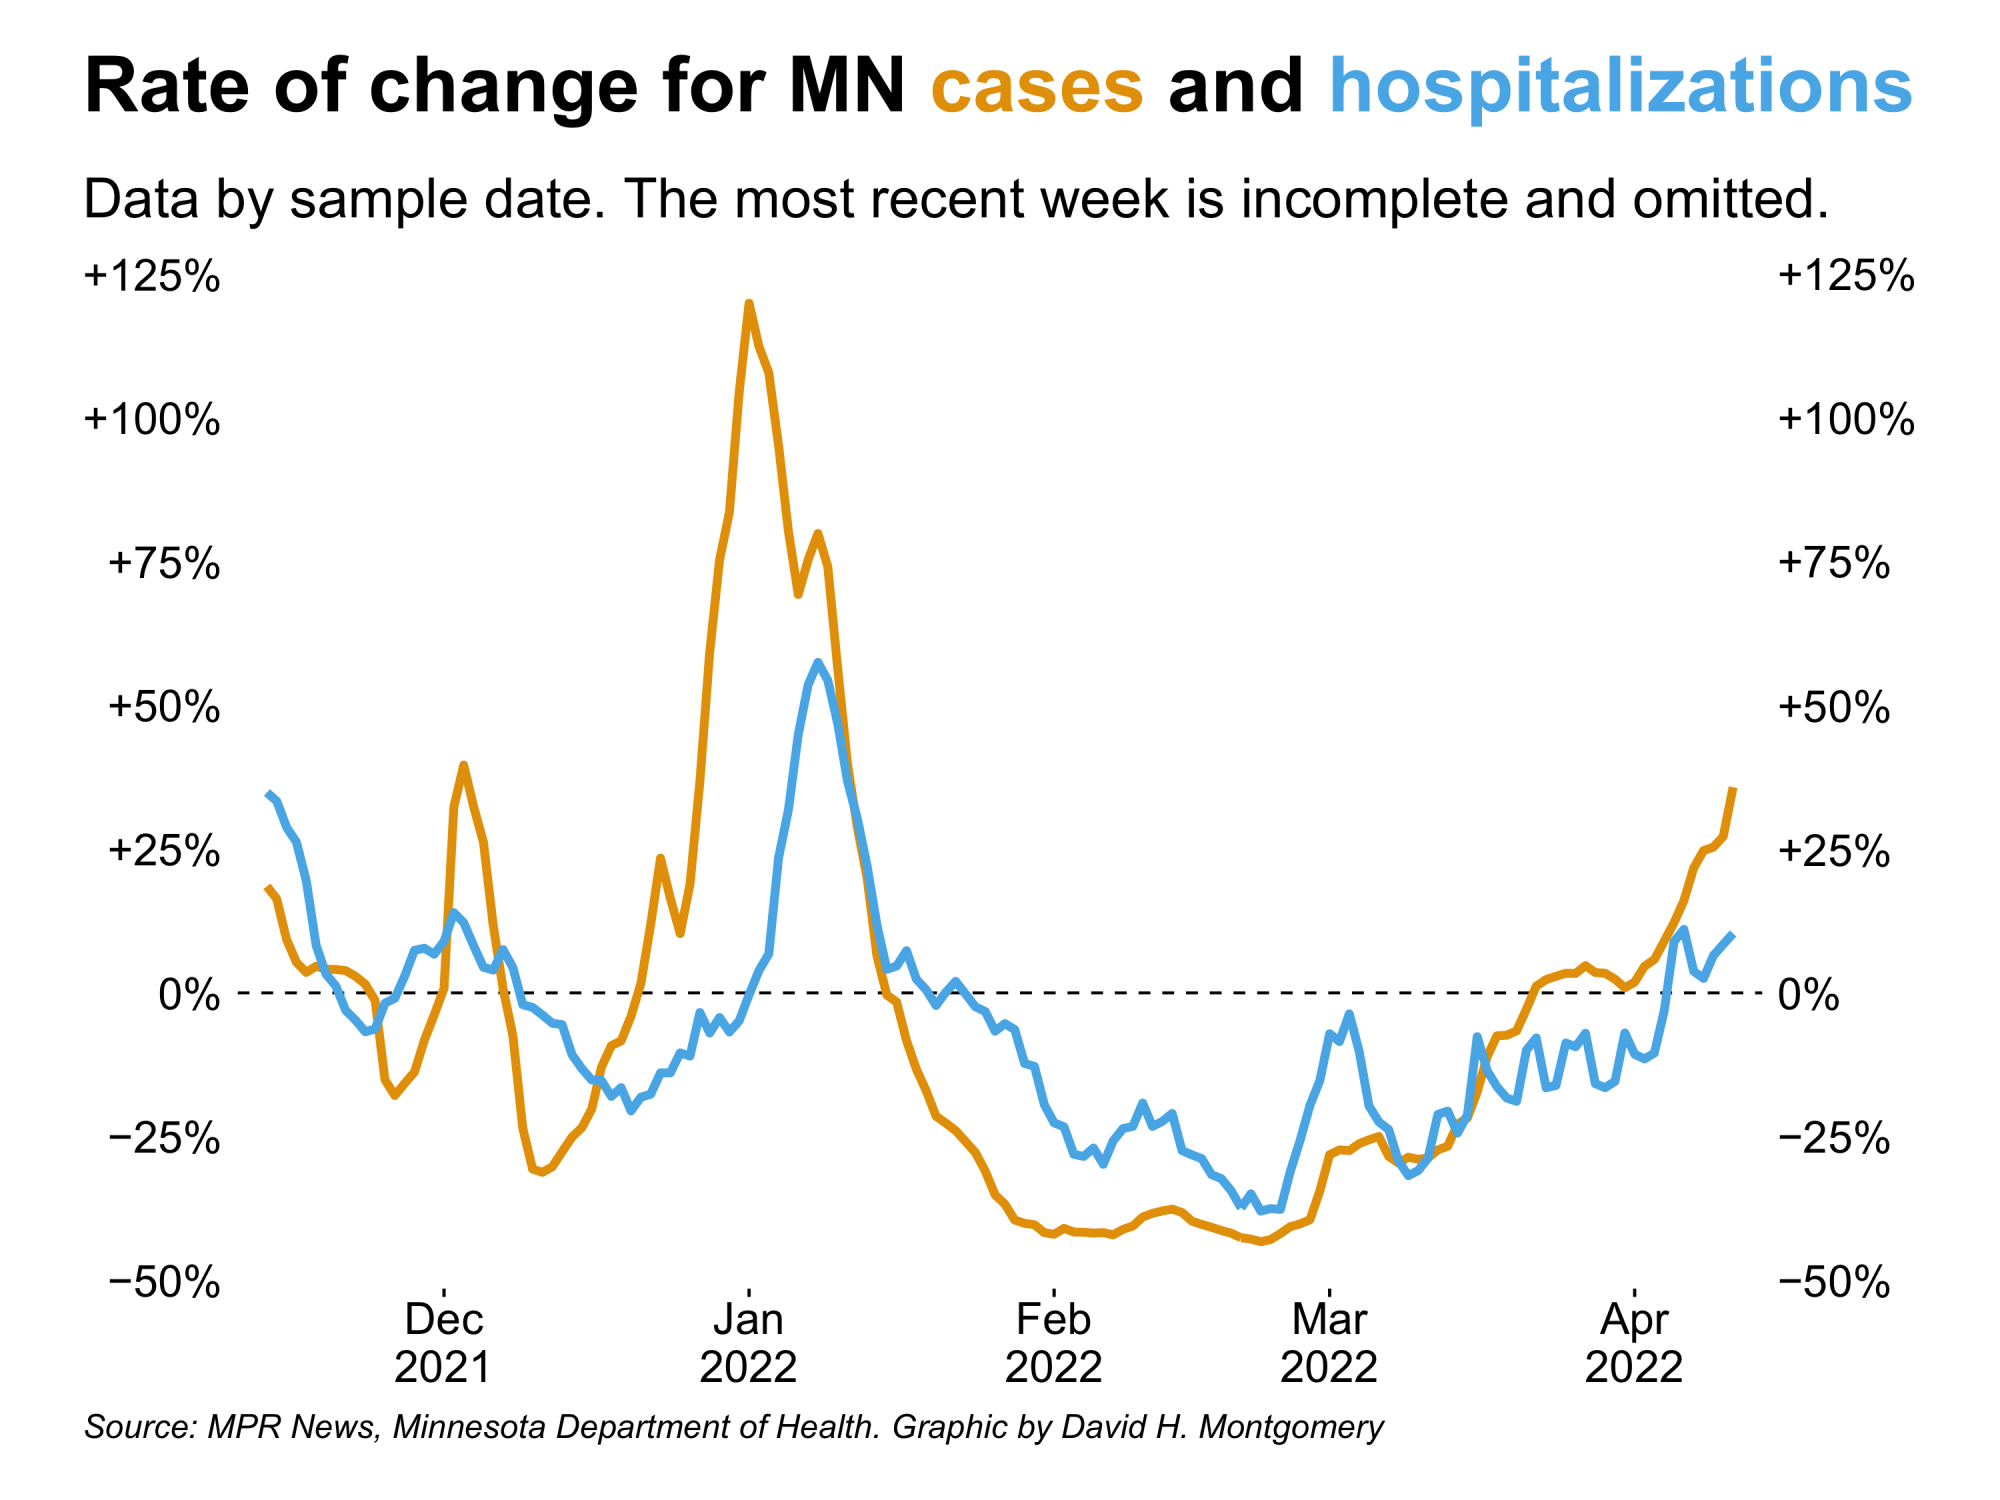 Rate of change for MN cases and hospitalizations
Data by sample date. The most recent week is incomplete and omitted.
+125% +125%
+100% +100%
+75% +75%
+50% +50%
+25% +25%
0% 0%
−25% −25%
−50% −50%
Dec Jan Feb Mar Apr
2021 2022 2022 2022 2022
Source: MPR News, Minnesota Department of Health. Graphic by David H. Montgomery